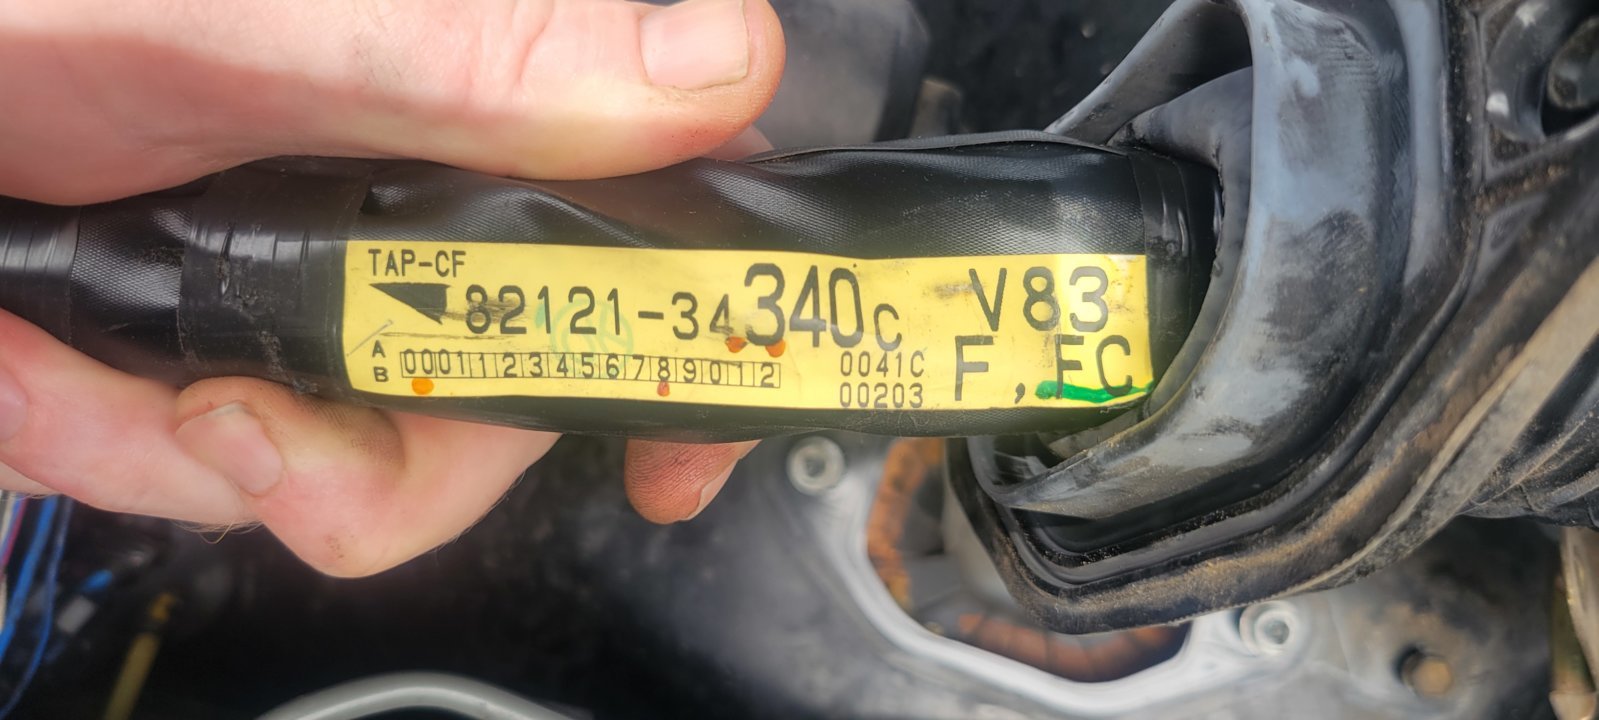 TAP-CF
82121-34340C
V83
A
B
0001123456789012
0041C
00203
F, FC